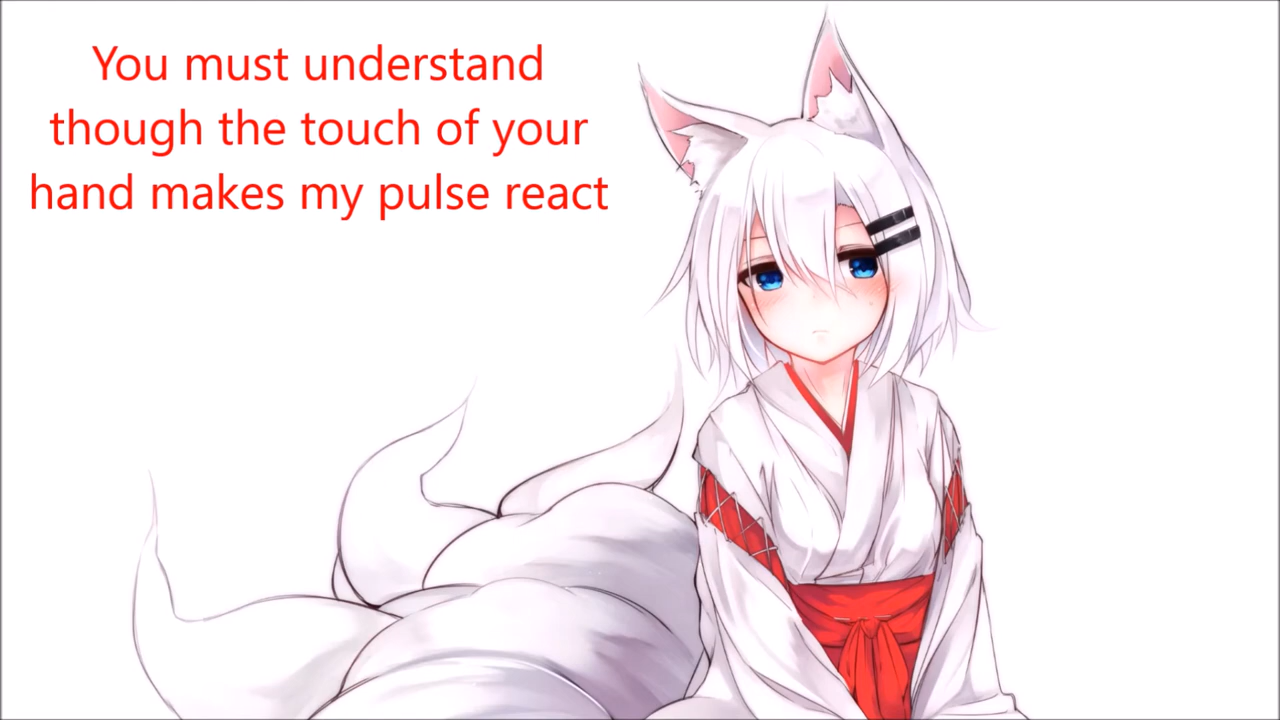 You must understand
though the touch of your
hand makes my pulse react